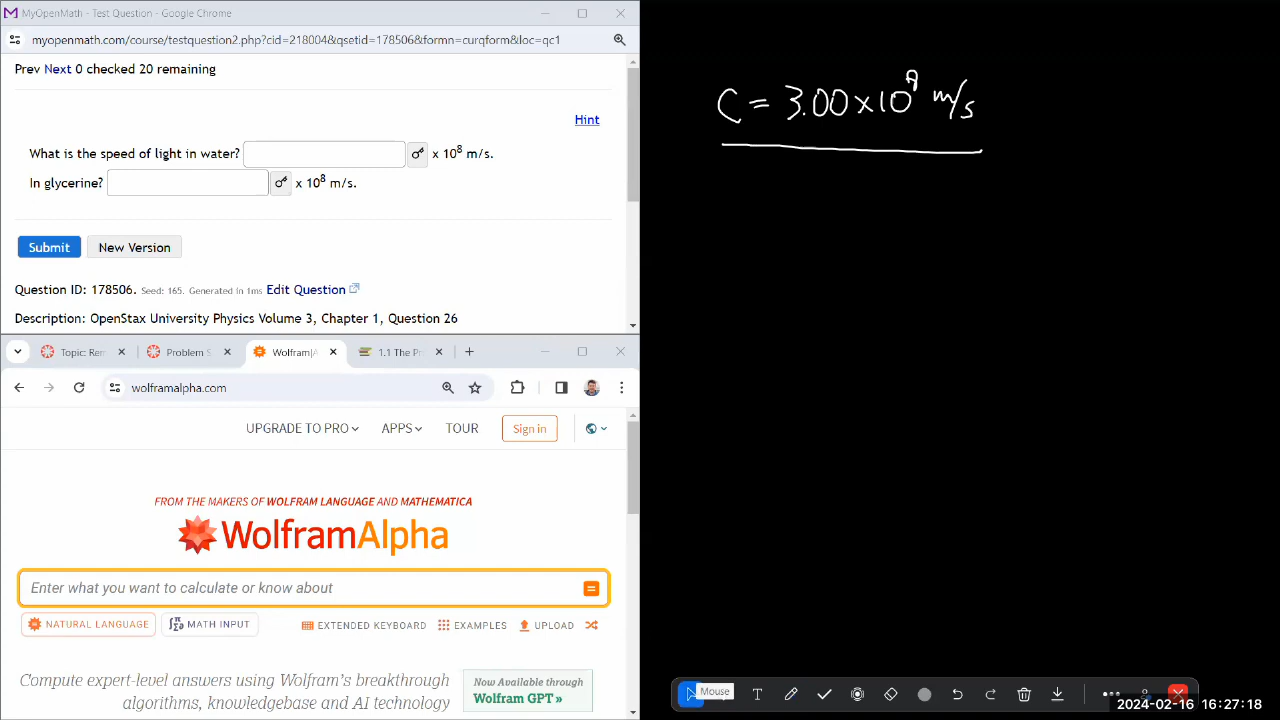 MyOpenMath - Test Question - Google Chrome
myopenmath.com/course/testquestion2.php?cid=218004&qsetid=178506&formn=curqform&loc=qc1
Prev Next 0 checked 20 remaining
Hint
What is the speed of light in water? x 10⁸ m/s.
In glycerine? x 10⁸ m/s.
Submit New Version
Question ID: 178506. Seed: 165. Generated in 1ms Edit Question
Description: OpenStax University Physics Volume 3, Chapter 1, Question 26
Topic Rem Problem S Wolfram|A 1.1 The Pr
wolframalpha.com
UPGRADE TO PRO APPS TOUR Sign in
FROM THE MAKERS OF WOLFRAM LANGUAGE AND MATHEMATICA
WolframAlpha
Enter what you want to calculate or know about
NATURAL LANGUAGE MATH INPUT EXTENDED KEYBOARD EXAMPLES UPLOAD
Compute expert-level answers using Wolfram's breakthrough
algorithms, knowledgebase and AI technology
Now Available through
Wolfram GPT »
C = 3.00 x 10⁸ m/s
Mouse
2024-02-16 16:27:18